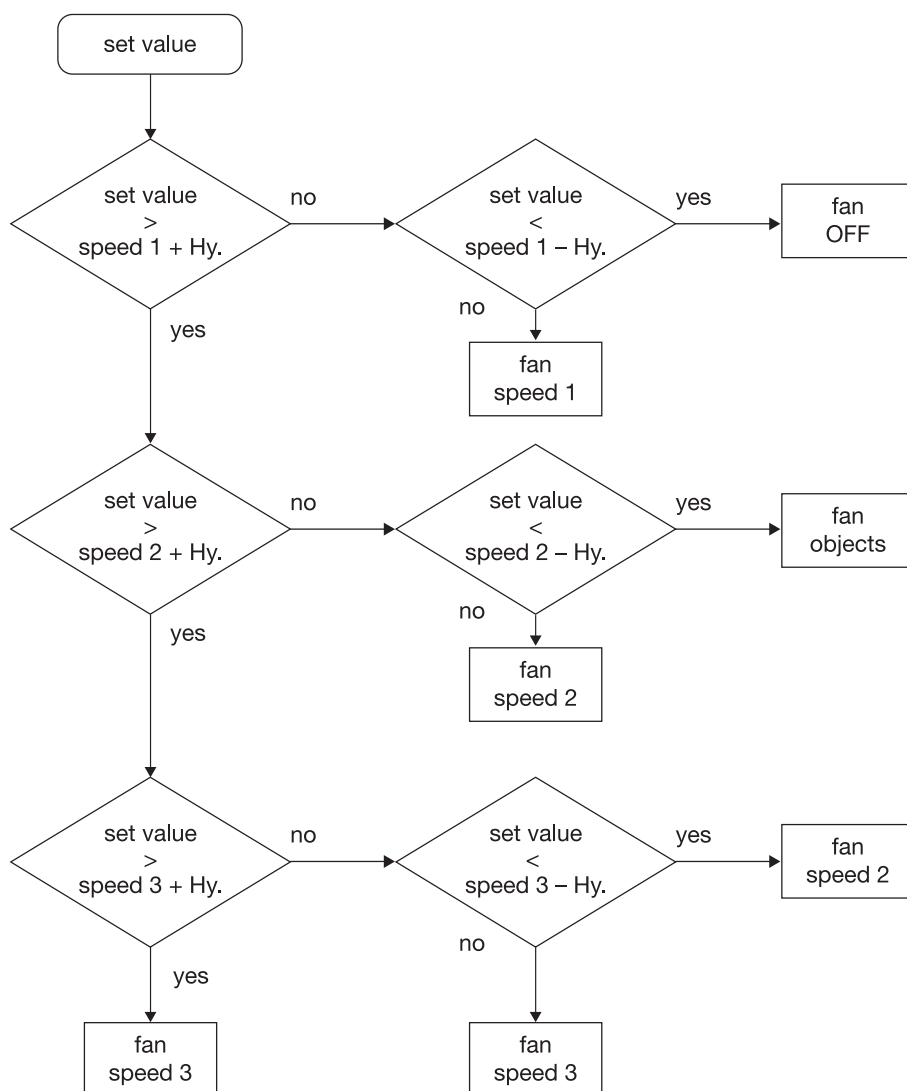 set value
set value
>
speed 1 + Hy.
no
set value
<
speed 1 – Hy.
yes
fan
OFF
yes
no
fan
speed 1
set value
>
speed 2 + Hy.
no
set value
<
speed 2 – Hy.
yes
fan
objects
yes
no
fan
speed 2
set value
>
speed 3 + Hy.
no
set value
<
speed 3 – Hy.
yes
fan
speed 2
yes
no
fan
speed 3
fan
speed 3